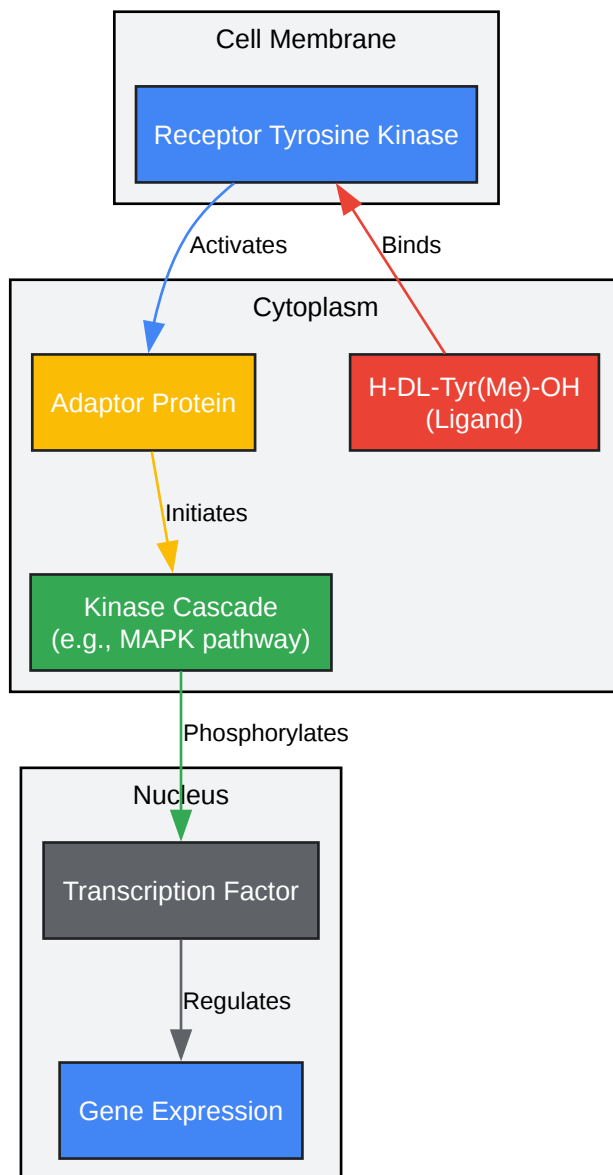 Cell Membrane
Receptor Tyrosine Kinase
Activates
Binds
Cytoplasm
Adaptor Protein
H-DL-Tyr(Me)-OH
(Ligand)
Initiates
Kinase Cascade
(e.g., MAPK pathway)
Phosphorylates
Nucleus
Transcription Factor
Regulates
Gene Expression